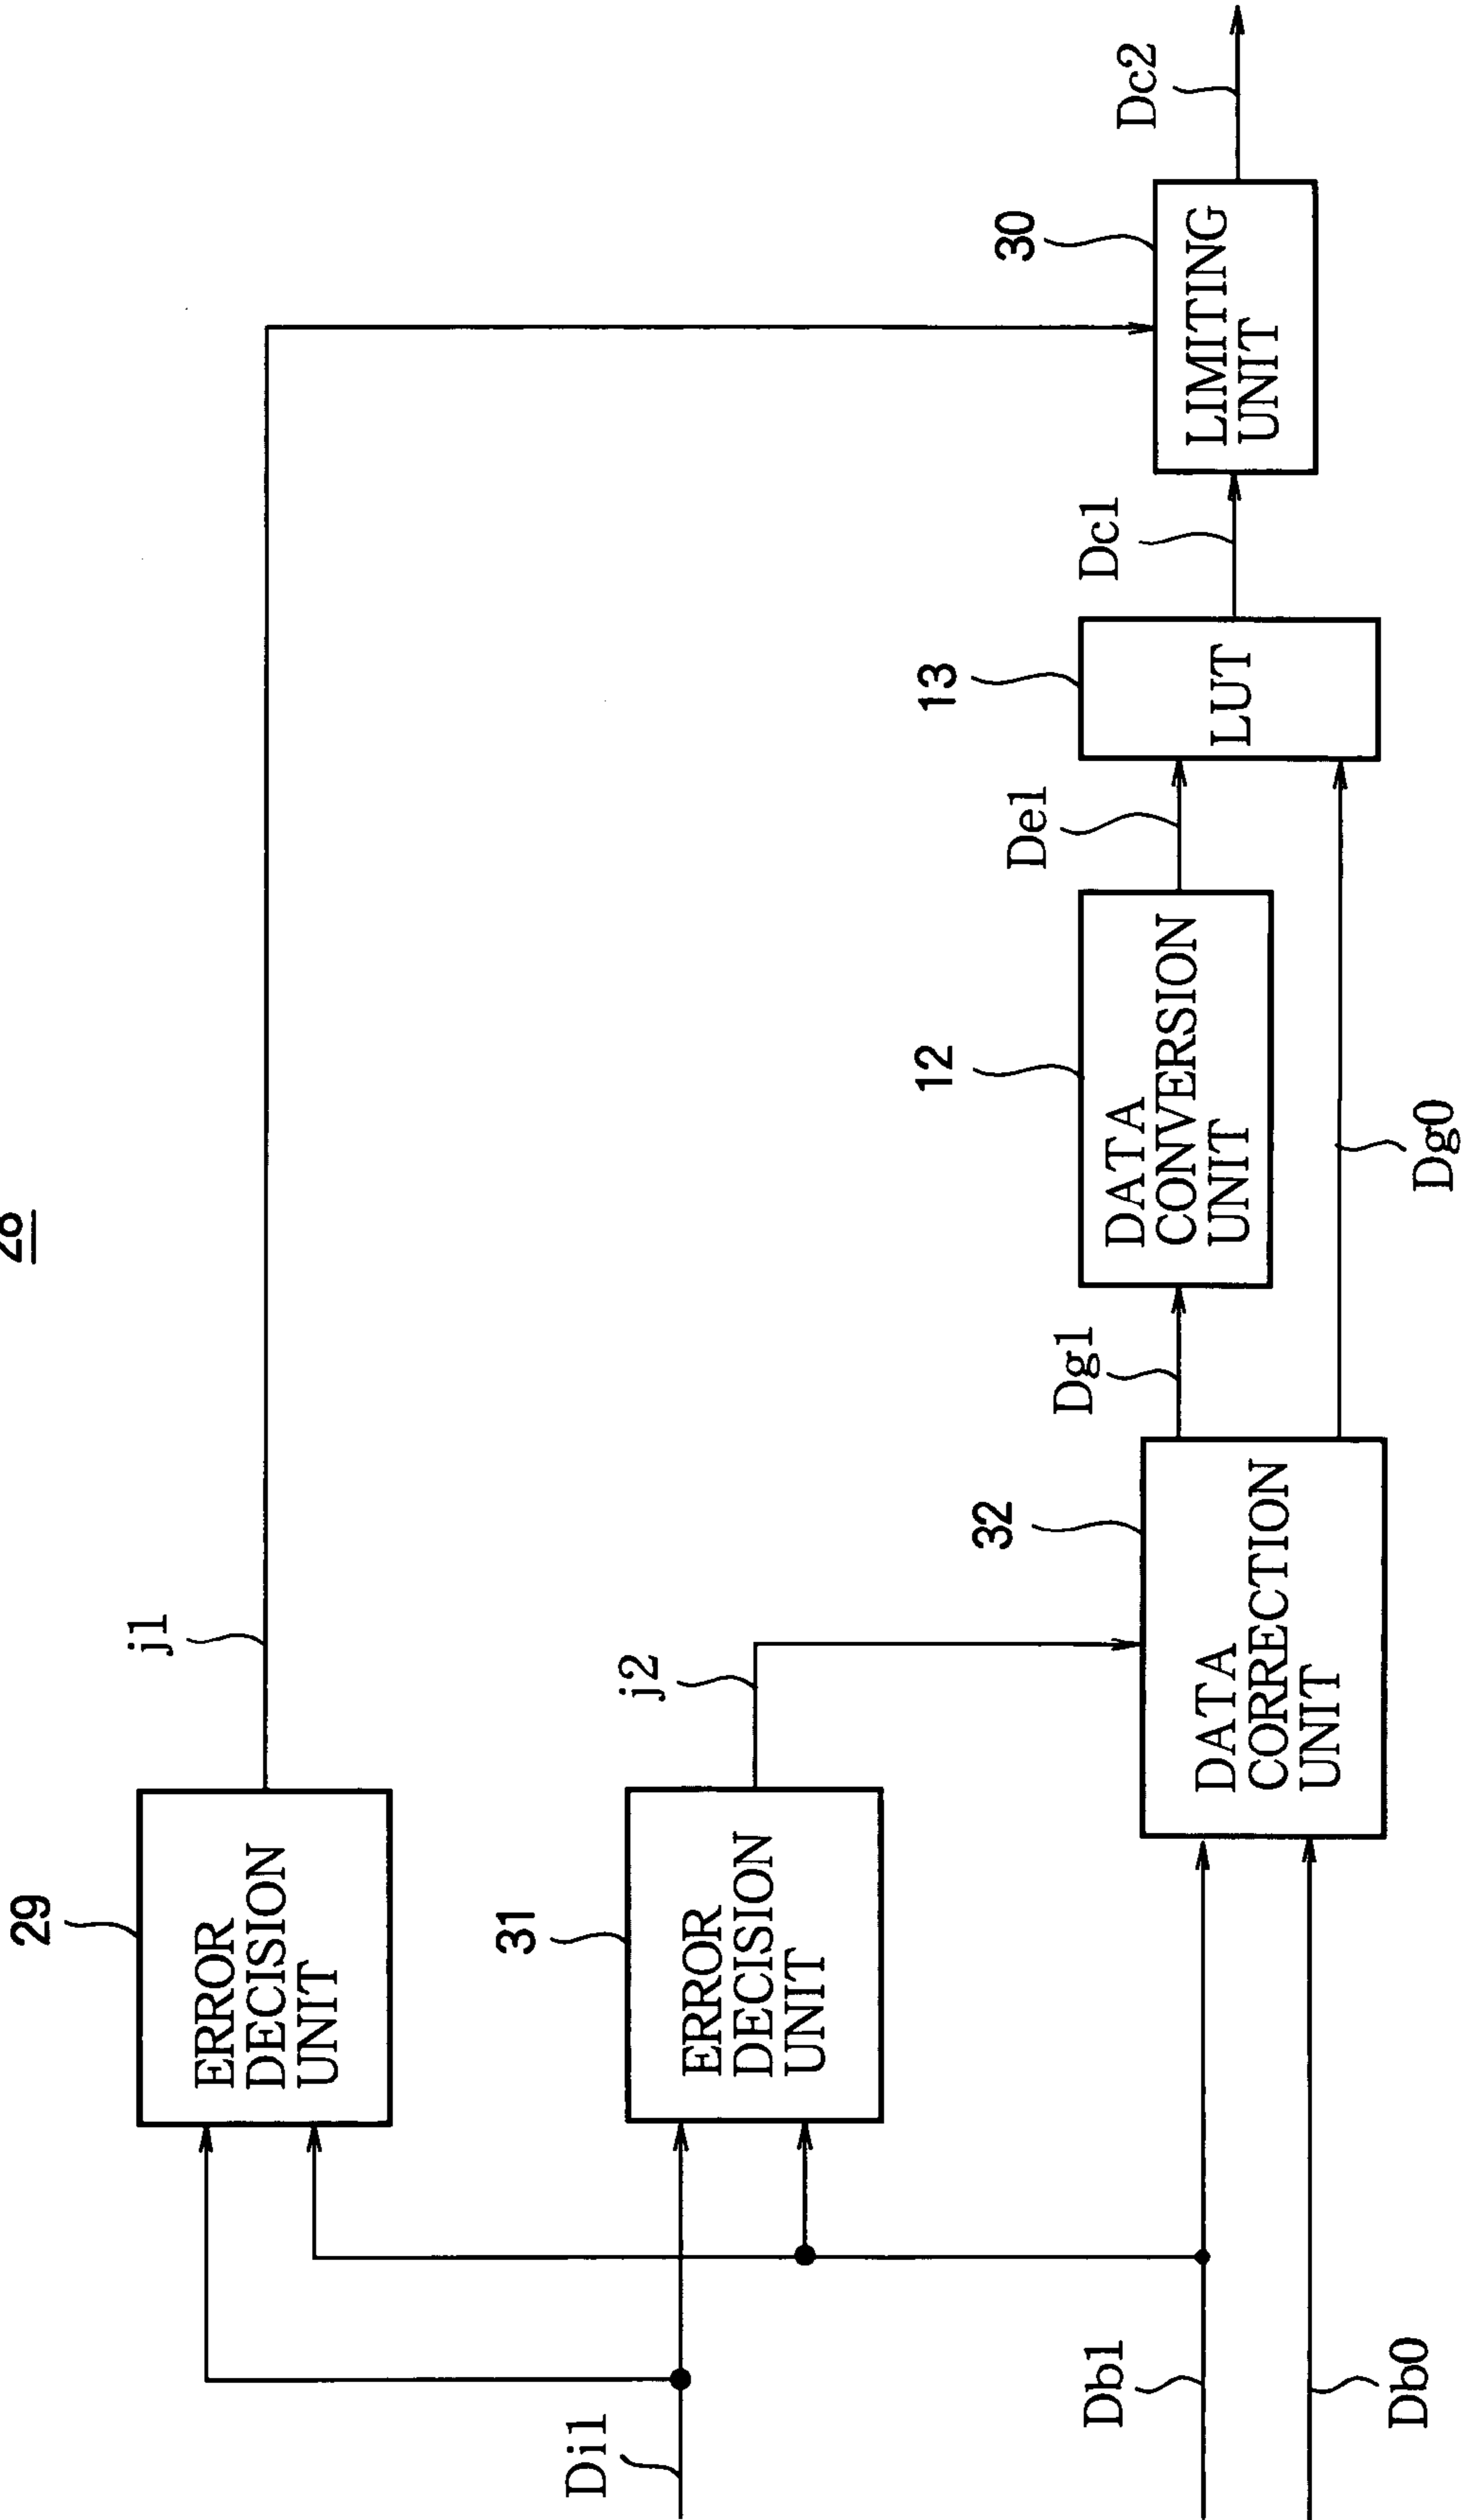 28
29
ERROR
DECISION
UNIT
j1
31
ERROR
DECISION
UNIT
j2
30
LIMITING
UNIT
Dc2
Di1
Db1
Db0
32
DATA
CORRECTION
UNIT
Dg1
12
DATA
CONVERSION
UNIT
De1
13
LUT
Dc1
Dg0